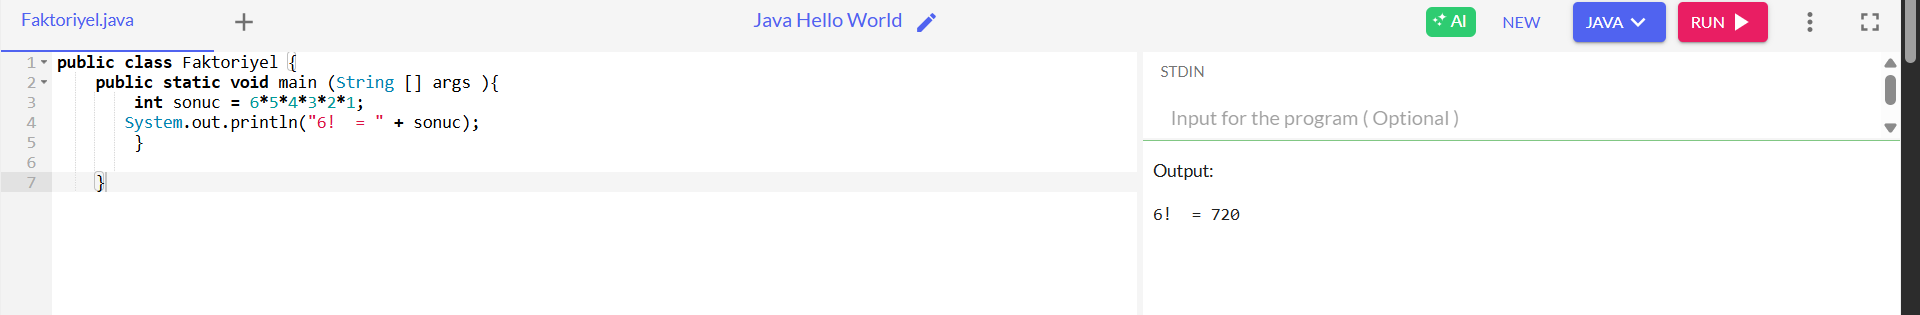 Faktoriyel.java + Java Hello World AI NEW JAVA RUN
1 public class Faktoriyel {
2 public static void main (String [] args ){
3 int sonuc = 6*5*4*3*2*1;
4 System.out.println("6!  = " + sonuc);
5 }
6
7 }
STDIN
Input for the program ( Optional )
Output:
6!  = 720